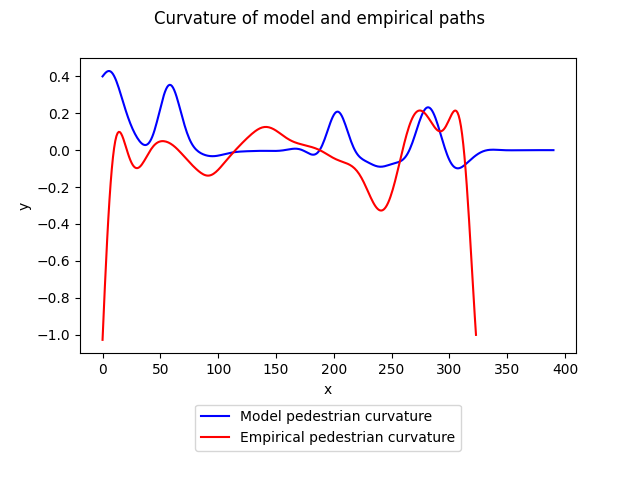 Curvature of model and empirical paths
0.4
0.2
0.0
−0.2
−0.4
−0.6
−0.8
−1.0
y
0 50 100 150 200 250 300 350 400
x
Model pedestrian curvature
Empirical pedestrian curvature